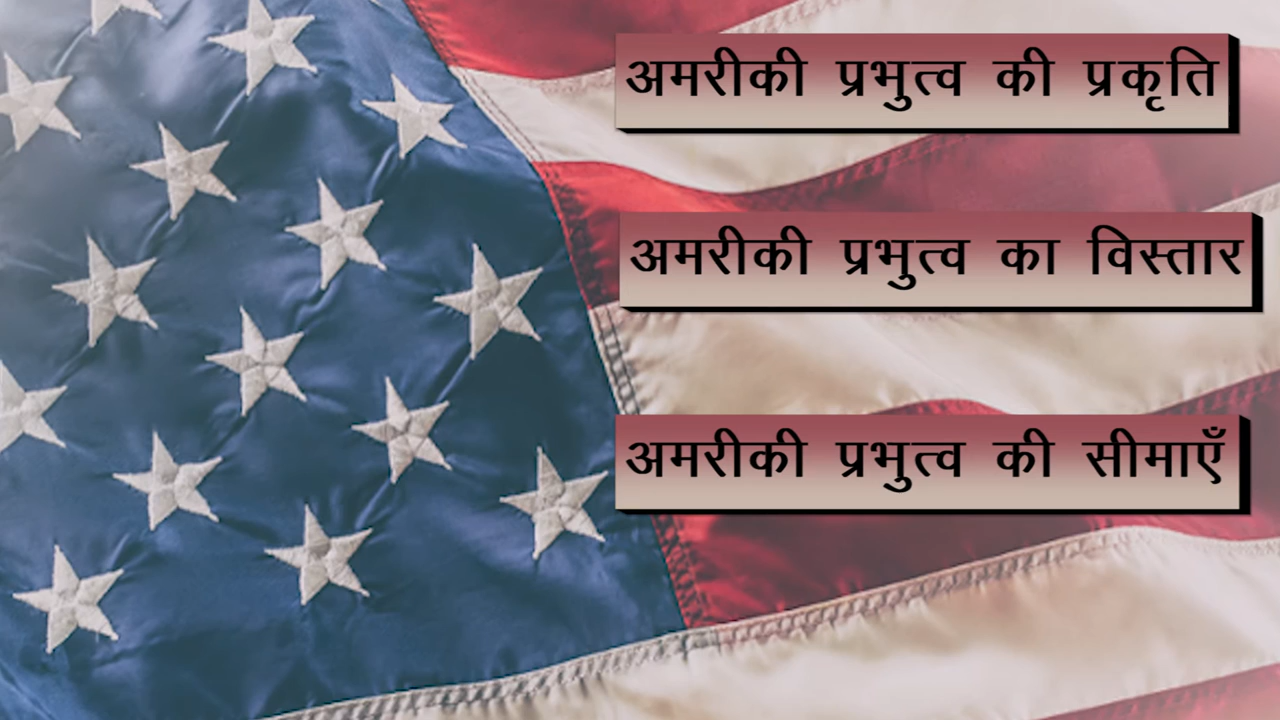 अमरीकी प्रभुत्व की प्रकृति
अमरीकी प्रभुत्व का विस्तार
अमरीकी प्रभुत्व की सीमाएँ